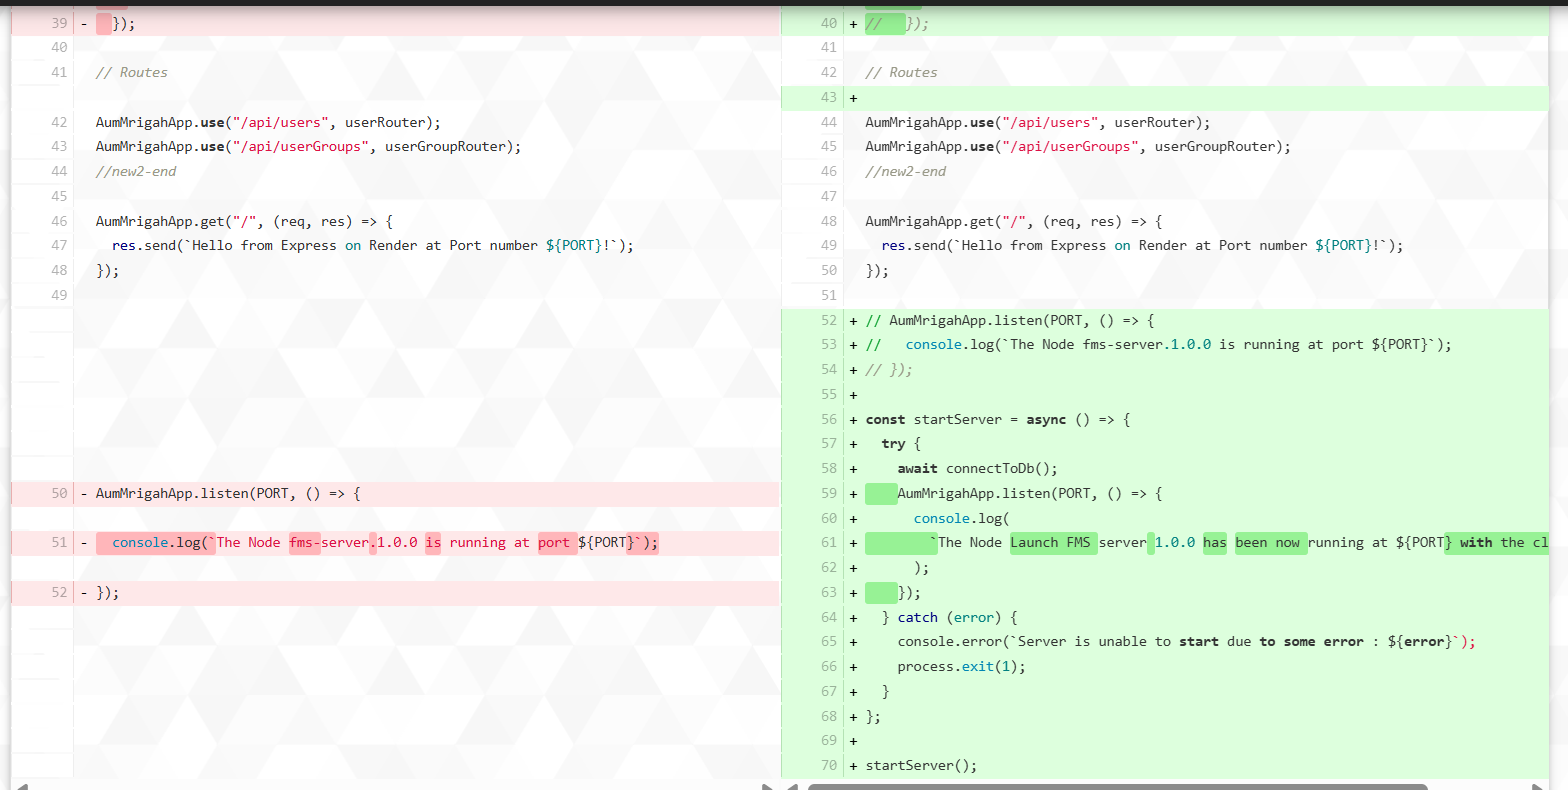 39 - });
40
41 // Routes
42 AumMrigahApp.use("/api/users", userRouter);
43 AumMrigahApp.use("/api/userGroups", userGroupRouter);
44 //new2-end
45
46 AumMrigahApp.get("/", (req, res) => {
47 res.send(`Hello from Express on Render at Port number ${PORT}!`);
48 });
49
50 - AumMrigahApp.listen(PORT, () => {
51 - console.log(`The Node fms-server.1.0.0 is running at port ${PORT}`);
52 - });
40 + // });
41
42 // Routes
43 +
44 AumMrigahApp.use("/api/users", userRouter);
45 AumMrigahApp.use("/api/userGroups", userGroupRouter);
46 //new2-end
47
48 AumMrigahApp.get("/", (req, res) => {
49 res.send(`Hello from Express on Render at Port number ${PORT}!`);
50 });
51
52 + // AumMrigahApp.listen(PORT, () => {
53 + // console.log(`The Node fms-server.1.0.0 is running at port ${PORT}`);
54 + // });
55 +
56 + const startServer = async () => {
57 + try {
58 + await connectToDb();
59 + AumMrigahApp.listen(PORT, () => {
60 + console.log(
61 + `The Node Launch FMS server 1.0.0 has been now running at ${PORT} with the cl
62 + );
63 + });
64 + } catch (error) {
65 + console.error(`Server is unable to start due to some error : ${error}`);
66 + process.exit(1);
67 + }
68 + };
69 +
70 + startServer();